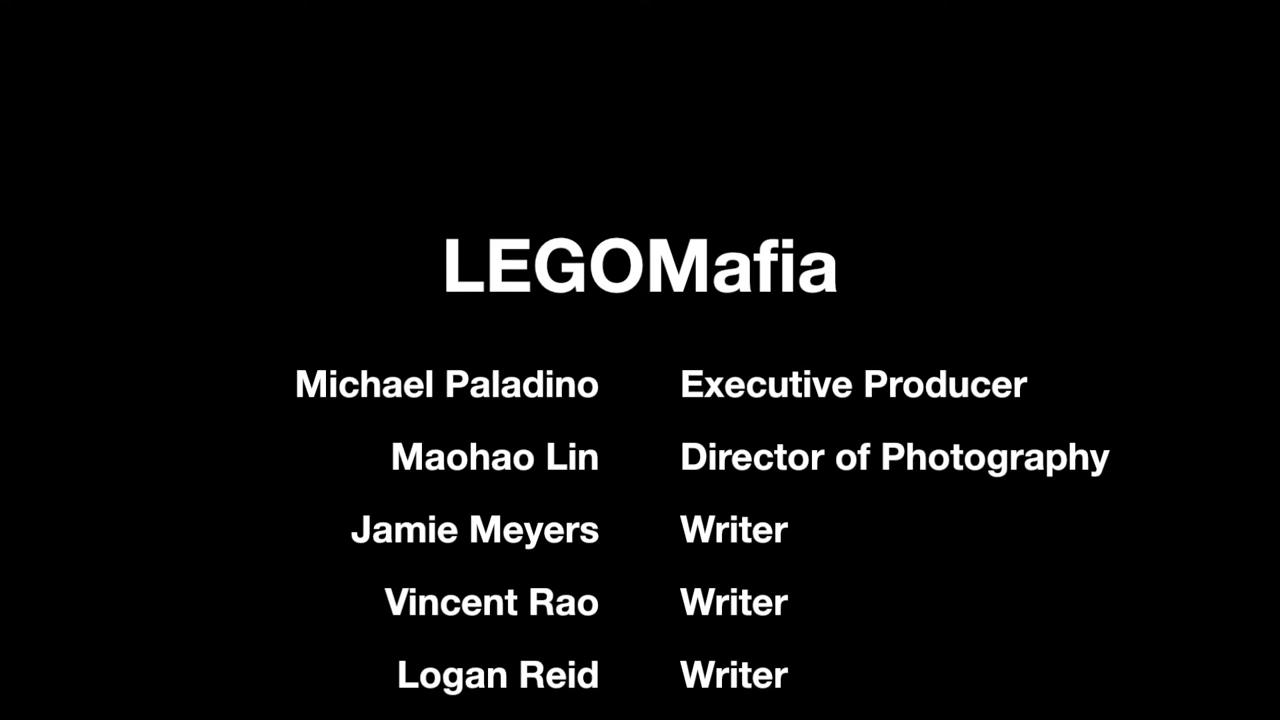 LEGOMafia
Michael Paladino Executive Producer
Maohao Lin Director of Photography
Jamie Meyers Writer
Vincent Rao Writer
Logan Reid Writer